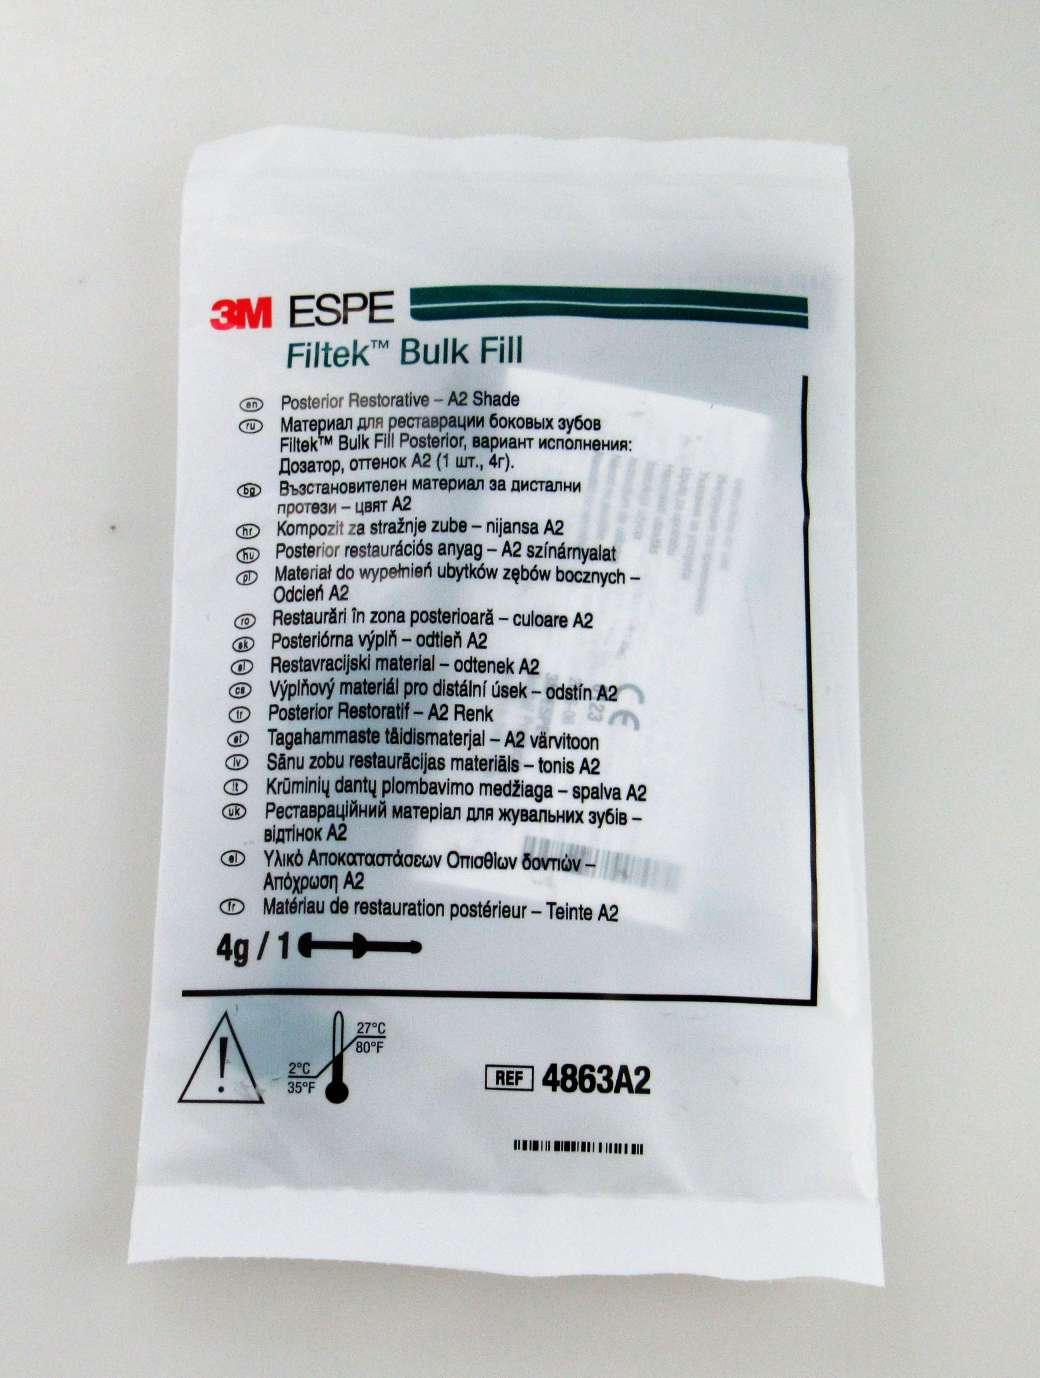 3M ESPE
Filtek™ Bulk Fill
en Posterior Restorative – A2 Shade
ru Материал для реставрации боковых зубов
Filtek™ Bulk Fill Posterior, вариант исполнения:
Дозатор, оттенок A2 (1 шт., 4г).
bg Възстановителен материал за дистални
протези – цвят A2
hr Kompozit za stražnje zube – nijansa A2
hu Posterior restaurációs anyag – A2 színárnyalat
pl Materiał do wypełnień ubytków zębów bocznych –
Odcień A2
ro Restaurări în zona posterioară – culoare A2
sk Posteriórna výplň – odtieň A2
sl Restavracijski material – odtenek A2
cs Výplňový materiál pro distální úsek – odstín A2
tr Posterior Restoratif – A2 Renk
et Tagahammaste täidismaterjal – A2 värvitoon
lv Sānu zobu restaurācijas materiāls – tonis A2
lt Krūminių dantų plombavimo medžiaga – spalva A2
uk Реставраційний матеріал для жувальних зубів –
відтінок A2
el Υλικό Αποκαταστάσεων Οπισθίων δοντιών –
Απόχρωση A2
fr Matériau de restauration postérieur – Teinte A2
4g / 1
27°C
80°F
2°C
35°F
REF 4863A2
CE
0123
3M ESPE